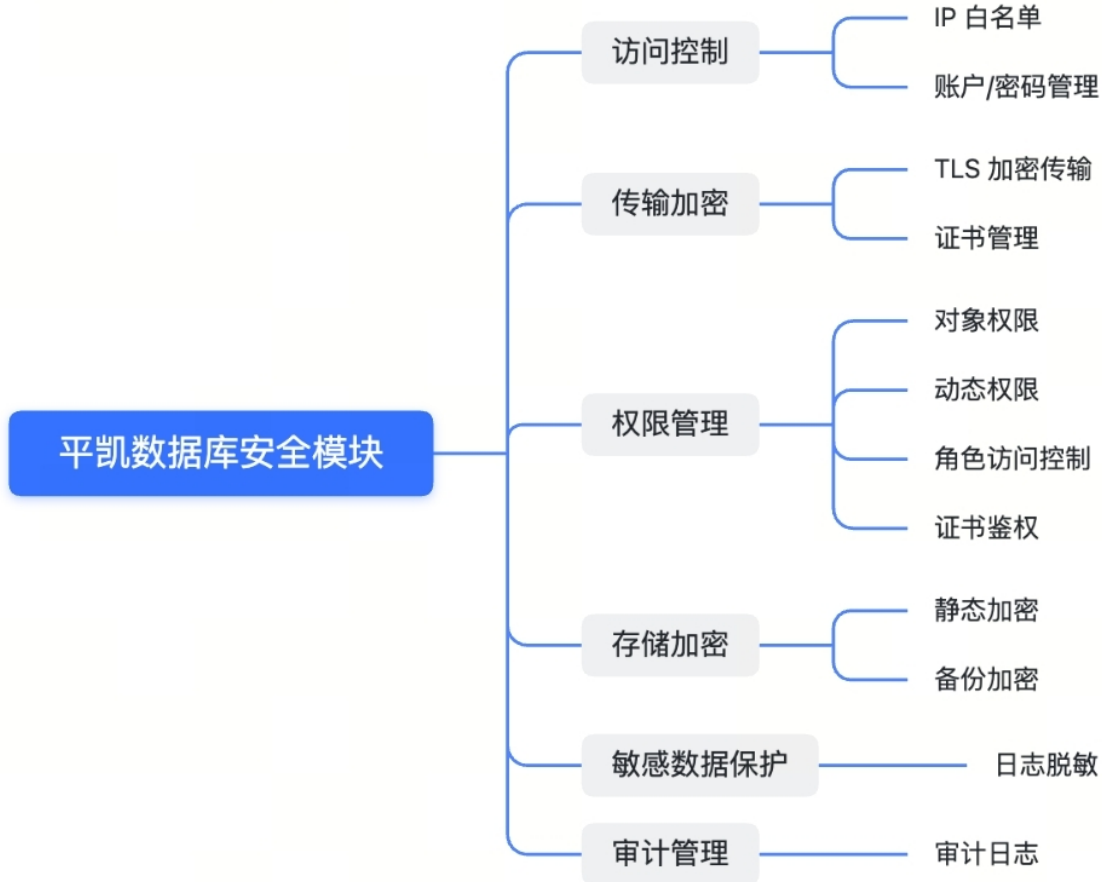 平凯数据库安全模块
访问控制
IP 白名单
账户/密码管理
传输加密
TLS 加密传输
证书管理
权限管理
对象权限
动态权限
角色访问控制
证书鉴权
存储加密
静态加密
备份加密
敏感数据保护
日志脱敏
审计管理
审计日志